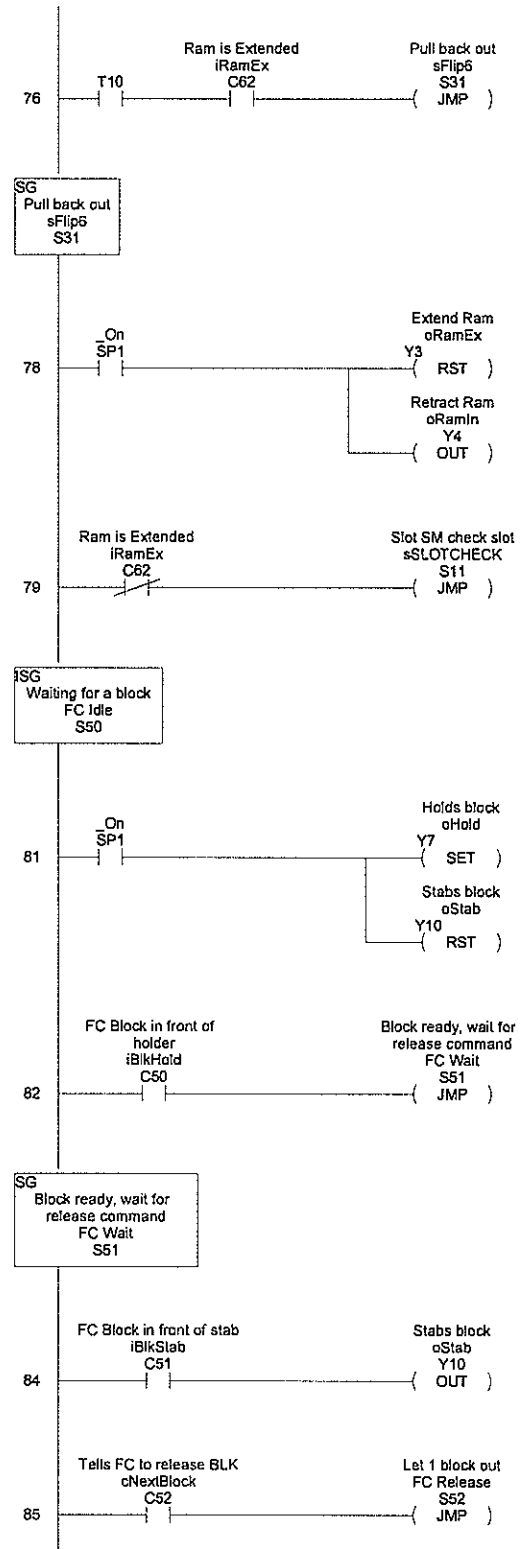 Ram is Extended
iRamEx
Pull back out
sFlip6
T10
C62
S31
76
JMP
SG
Pull back out
sFlip6
S31
_On
SP1
Extend Ram
oRamEx
Y3
78
RST
Retract Ram
oRamIn
Y4
OUT
Ram is Extended
iRamEx
C62
Slot SM check slot
sSLOTCHECK
S11
79
JMP
ISG
Waiting for a block
FC Idle
S50
_On
SP1
Holds block
oHold
Y7
81
SET
Stabs block
oStab
Y10
RST
FC Block in front of
holder
iBlkHold
C50
Block ready, wait for
release command
FC Wait
S51
82
JMP
SG
Block ready, wait for
release command
FC Wait
S51
FC Block in front of stab
iBlkStab
C51
Stabs block
oStab
Y10
84
OUT
Tells FC to release BLK
cNextBlock
C52
Let 1 block out
FC Release
S52
85
JMP